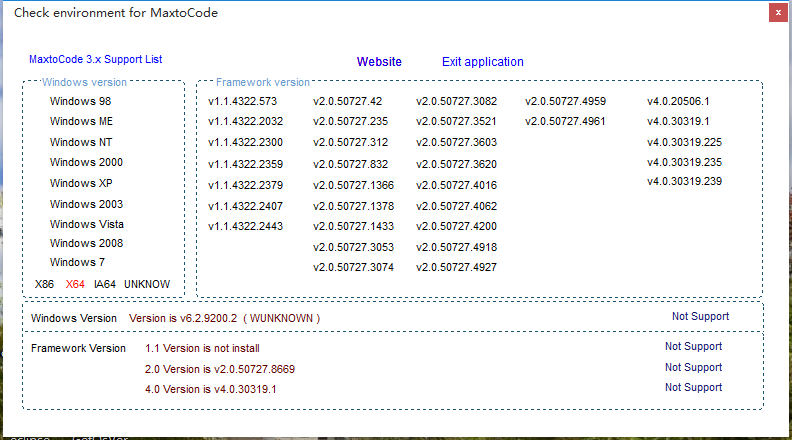 Check environment for MaxtoCode
x
MaxtoCode 3.x Support List
Website
Exit application
Windows version
Windows 98
Windows ME
Windows NT
Windows 2000
Windows XP
Windows 2003
Windows Vista
Windows 2008
Windows 7
X86 X64 IA64 UNKNOW
Framework version
v1.1.4322.573
v1.1.4322.2032
v1.1.4322.2300
v1.1.4322.2359
v1.1.4322.2379
v1.1.4322.2407
v1.1.4322.2443
v2.0.50727.42
v2.0.50727.235
v2.0.50727.312
v2.0.50727.832
v2.0.50727.1366
v2.0.50727.1378
v2.0.50727.1433
v2.0.50727.3053
v2.0.50727.3074
v2.0.50727.3082
v2.0.50727.3521
v2.0.50727.3603
v2.0.50727.3620
v2.0.50727.4016
v2.0.50727.4062
v2.0.50727.4200
v2.0.50727.4918
v2.0.50727.4927
v2.0.50727.4959
v2.0.50727.4961
v4.0.20506.1
v4.0.30319.1
v4.0.30319.225
v4.0.30319.235
v4.0.30319.239
Windows Version Version is v6.2.9200.2 ( WUNKNOWN ) Not Support
Framework Version 1.1 Version is not install Not Support
2.0 Version is v2.0.50727.8669 Not Support
4.0 Version is v4.0.30319.1 Not Support